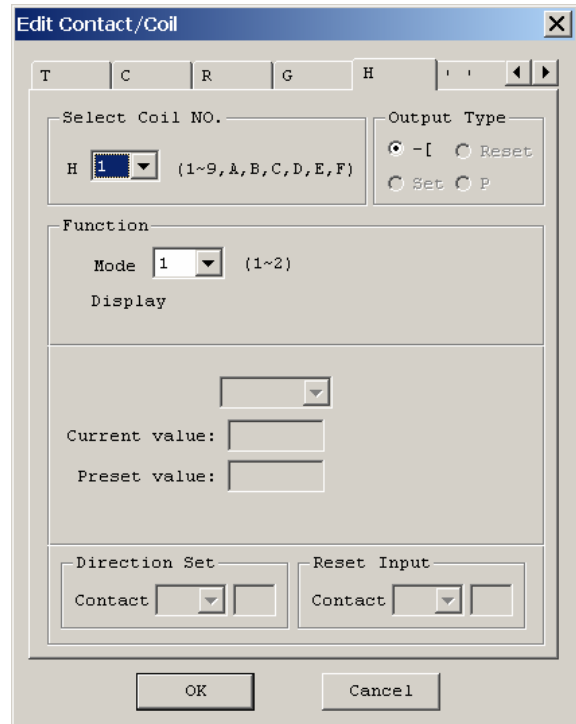 Edit Contact/Coil
T C R G H ' '
Select Coil NO.
H 1 (1~9,A,B,C,D,E,F)
Output Type
-[ Reset
Set P
Function
Mode 1 (1~2)
Display
Current value:
Preset value:
Direction Set
Contact
Reset Input
Contact
OK Cancel